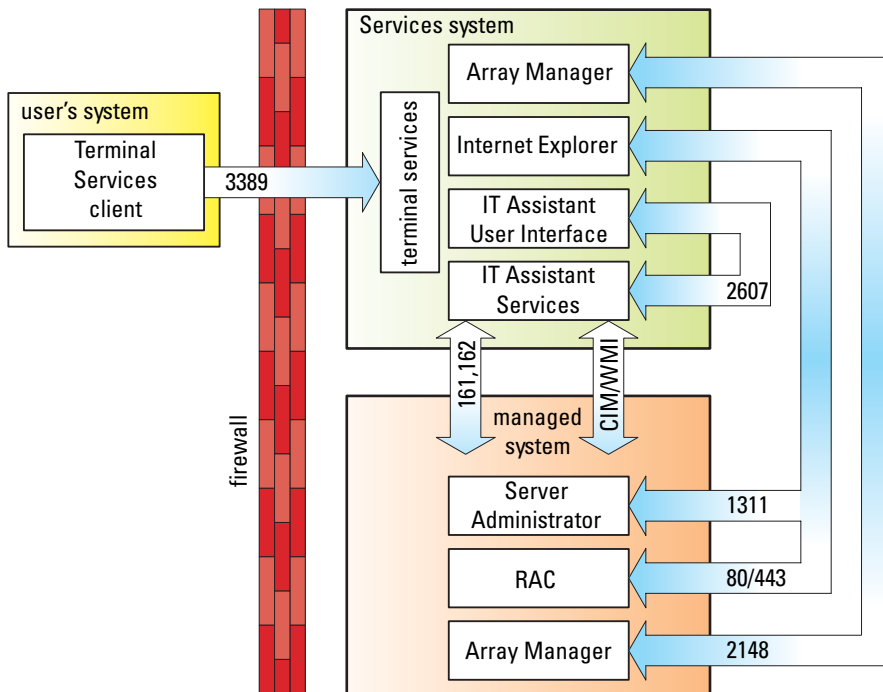 Services system
Array Manager
user's system
Terminal
Services
client
3389
terminal services
Internet Explorer
IT Assistant
User Interface
IT Assistant
Services
2607
161,162
CIM/WMI
firewall
managed
system
Server
Administrator
1311
RAC
80/443
Array Manager
2148